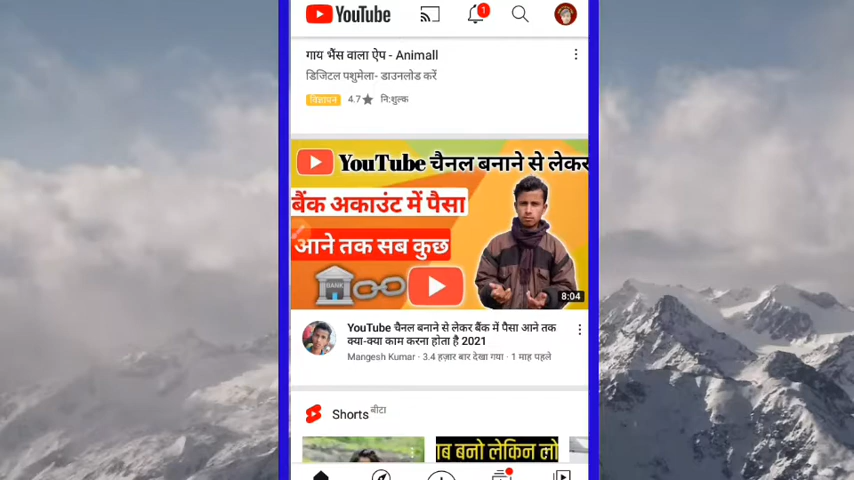 YouTube
1
गाय भैंस वाला ऐप - Animall
डिजिटल पशुमेला- डाउनलोड करें
विज्ञापन 4.7★ नि:शुल्क
YouTube चैनल बनाने से लेकर
बैंक अकाउंट में पैसा
आने तक सब कुछ
BANK
8:04
YouTube चैनल बनाने से लेकर बैंक में पैसा आने तक
क्या-क्या काम करना होता है 2021
Mangesh Kumar · 3.4 हज़ार बार देखा गया · 1 माह पहले
Shorts बीटा
बनो लेकिन लो